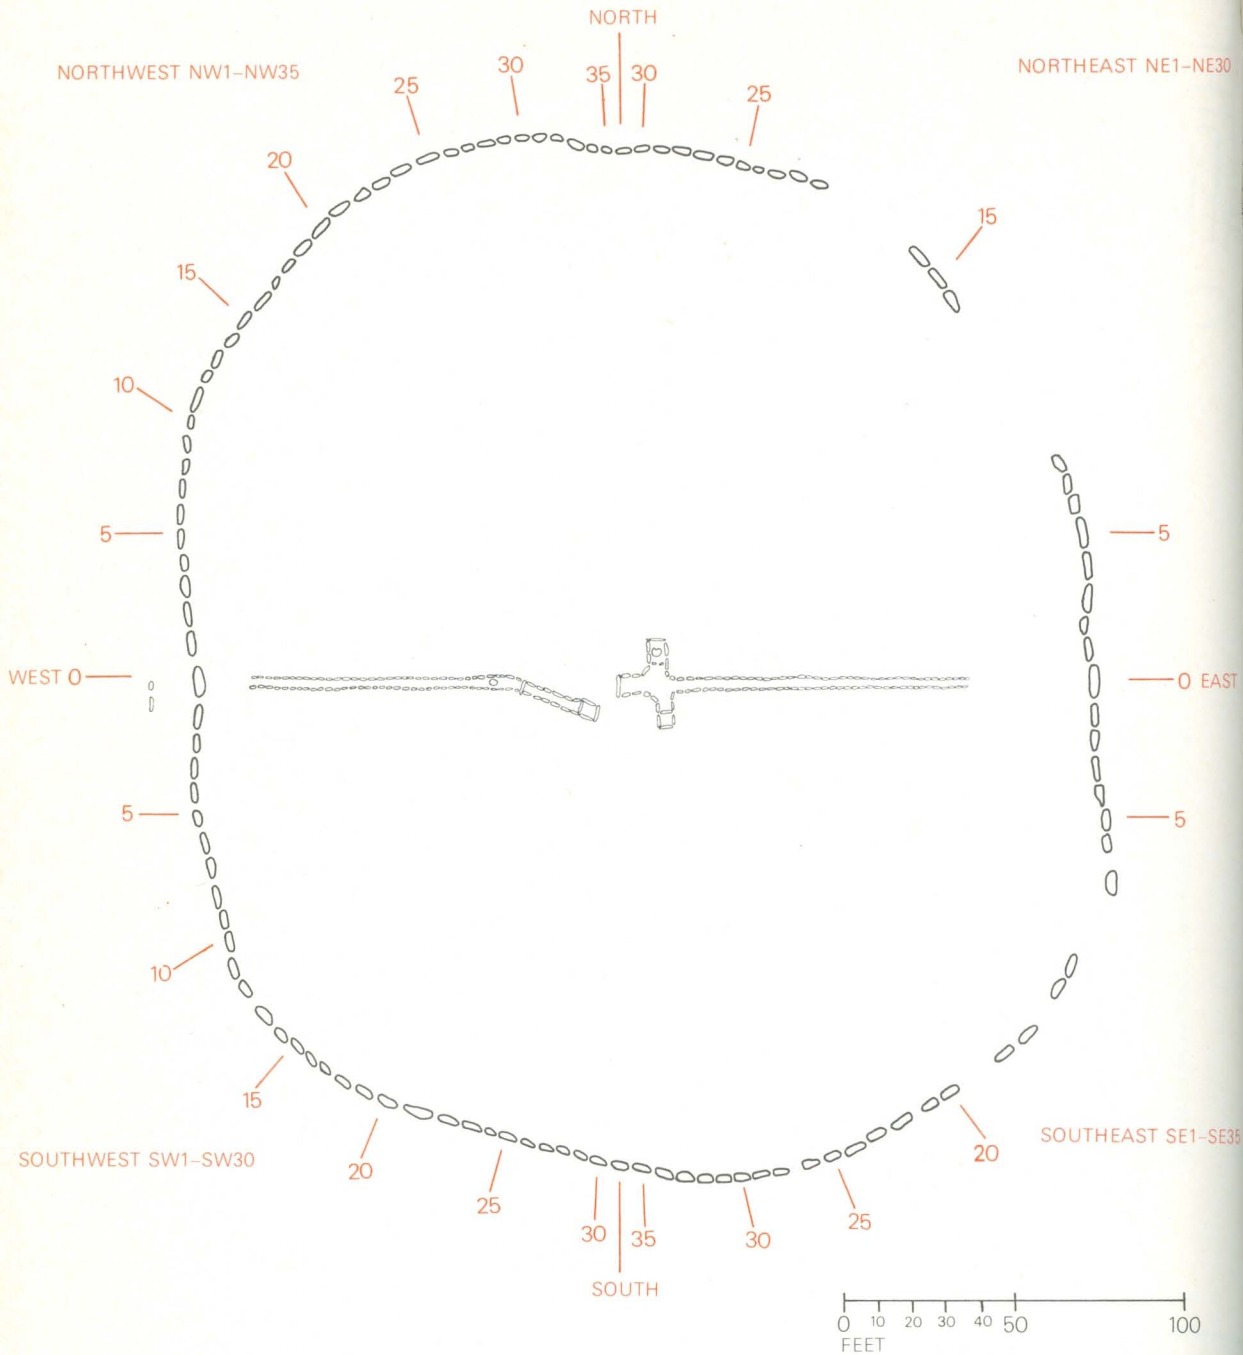 NORTH
NORTHWEST NW1–NW35
NORTHEAST NE1–NE30
25
30
35
30
25
20
15
15
10
5
5
WEST 0
0 EAST
5
5
10
15
20
25
30
35
30
25
20
SOUTHWEST SW1–SW30
SOUTHEAST SE1–SE35
SOUTH
0 10 20 30 40 50 100
FEET